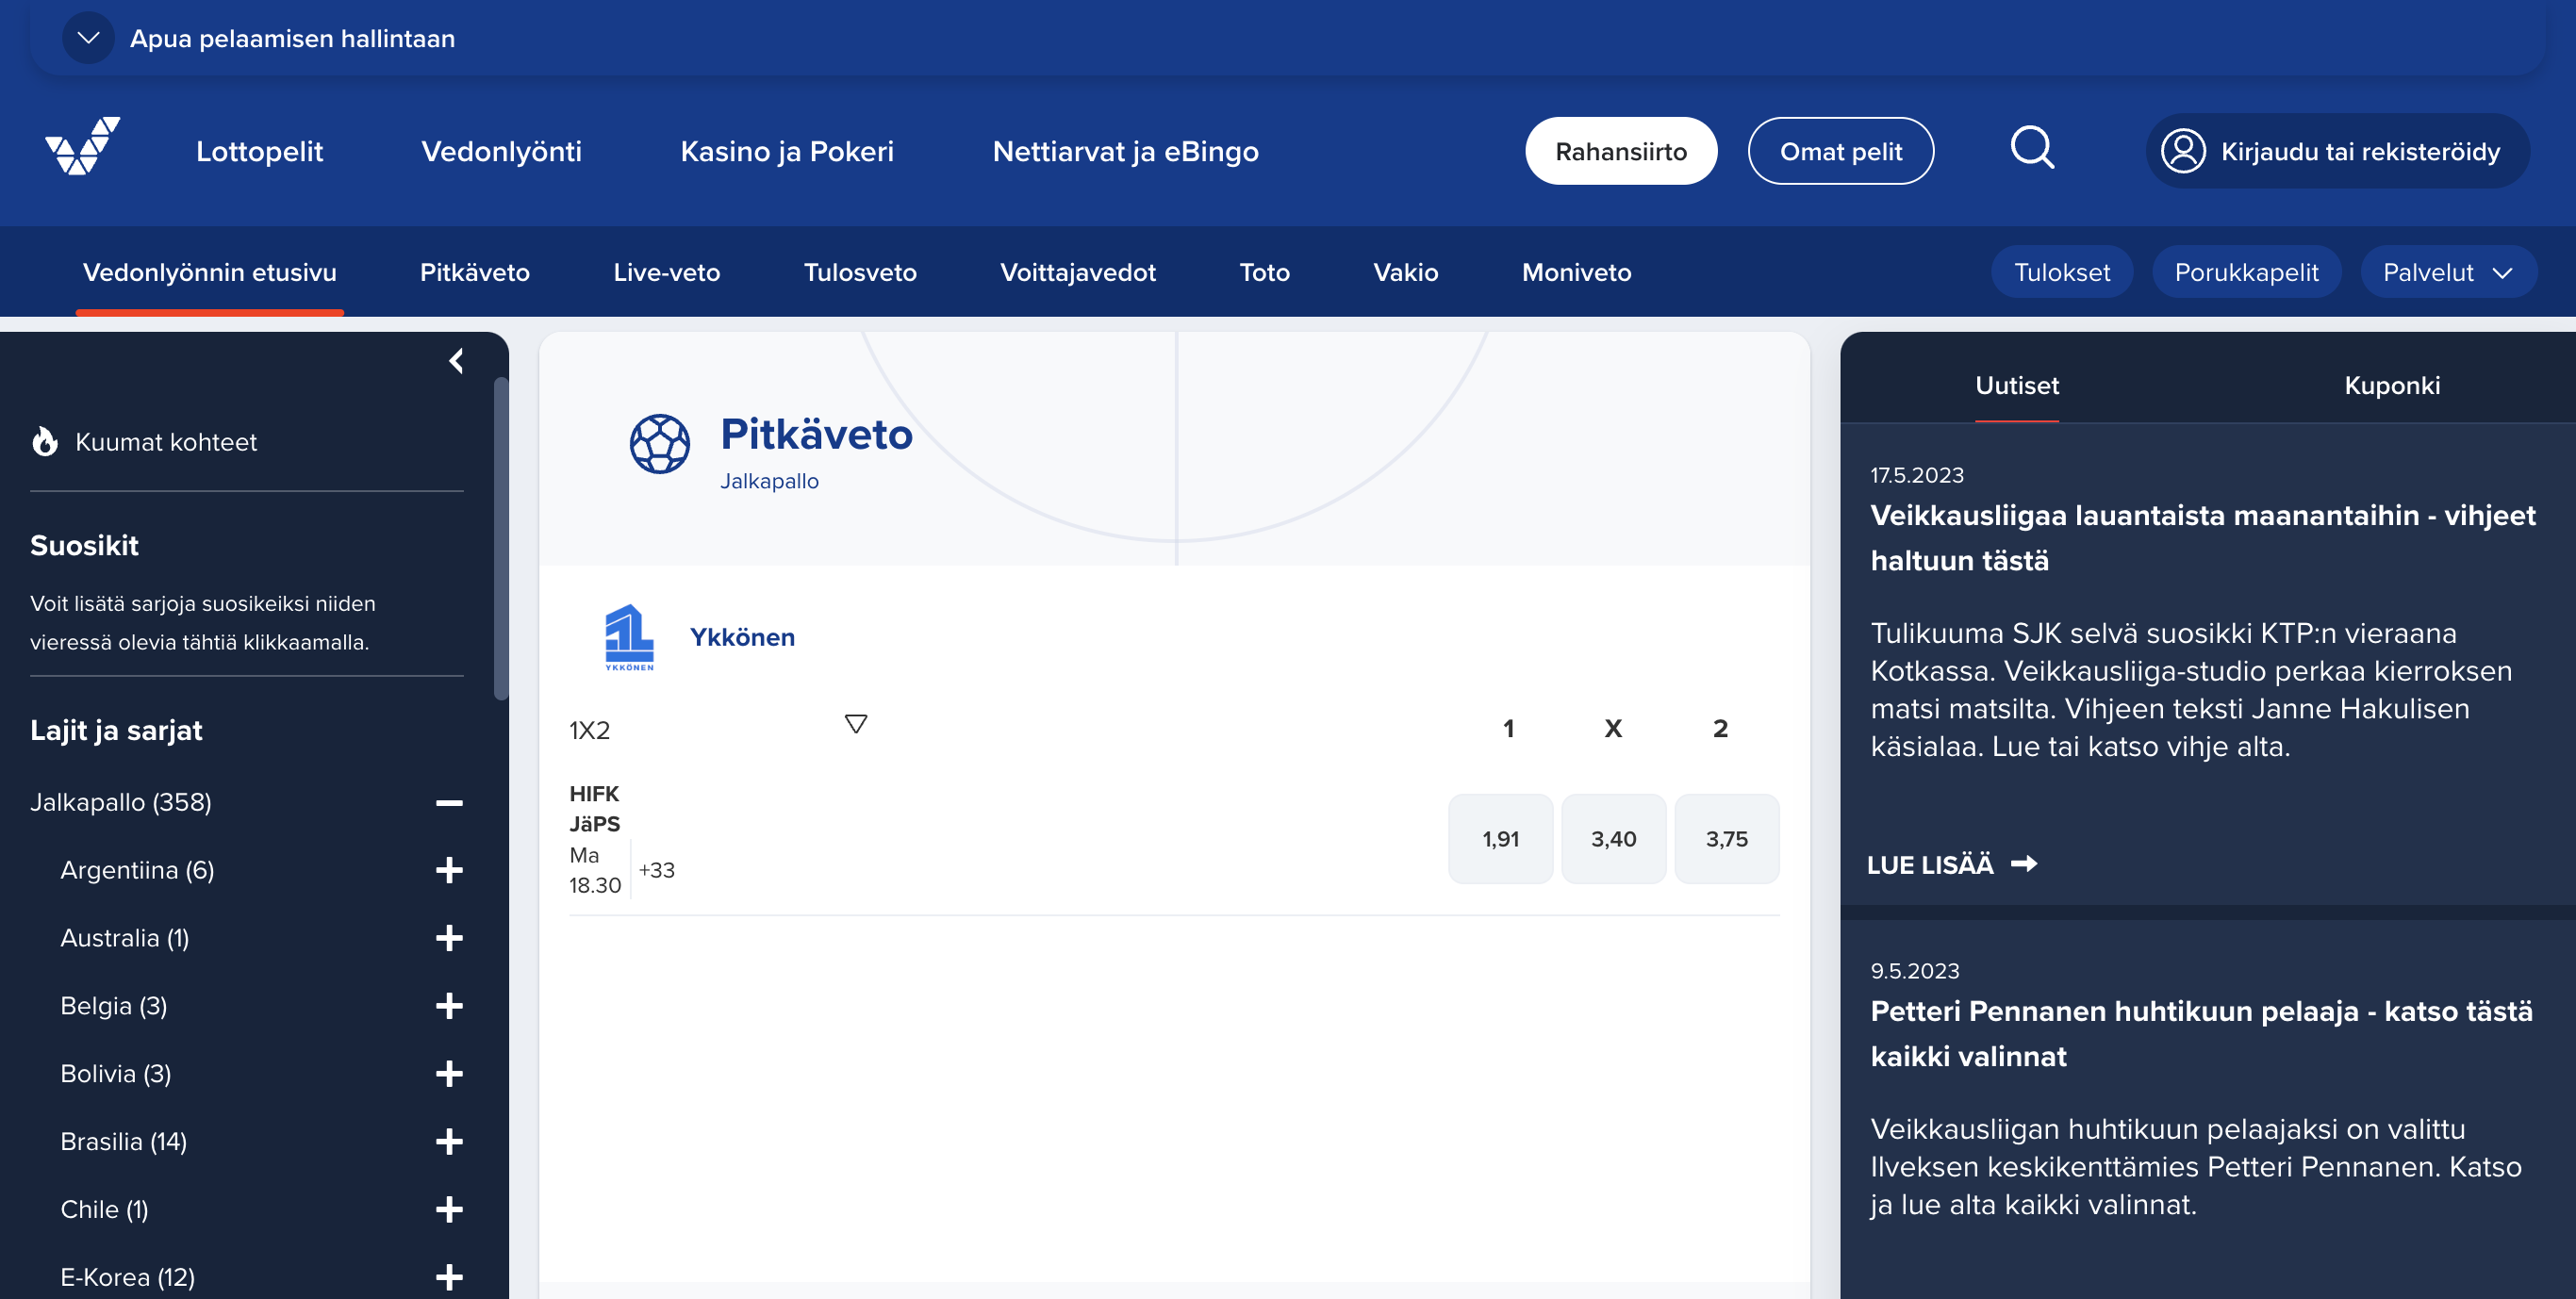 Apua pelaamisen hallintaan
Lottopelit
Vedonlyönti
Kasino ja Pokeri
Nettiarvat ja eBingo
Rahansiirto
Omat pelit
Kirjaudu tai rekisteröidy
Vedonlyönnin etusivu
Pitkäveto
Live-veto
Tulosveto
Voittajavedot
Toto
Vakio
Moniveto
Tulokset
Porukkapelit
Palvelut
Kuumat kohteet
Suosikit
Voit lisätä sarjoja suosikeiksi niiden
vieressä olevia tähtiä klikkaamalla.
Lajit ja sarjat
Jalkapallo (358)
Argentiina (6)
Australia (1)
Belgia (3)
Bolivia (3)
Brasilia (14)
Chile (1)
E-Korea (12)
Pitkäveto
Jalkapallo
YKKÖNEN
Ykkönen
1X2
1
X
2
HIFK
JäPS
Ma
18.30
+33
1,91
3,40
3,75
Uutiset
Kuponki
17.5.2023
Veikkausliigaa lauantaista maanantaihin - vihjeet
haltuun tästä
Tulikuuma SJK selvä suosikki KTP:n vieraana
Kotkassa. Veikkausliiga-studio perkaa kierroksen
matsi matsilta. Vihjeen teksti Janne Hakulisen
käsialaa. Lue tai katso vihje alta.
LUE LISÄÄ
9.5.2023
Petteri Pennanen huhtikuun pelaaja - katso tästä
kaikki valinnat
Veikkausliigan huhtikuun pelaajaksi on valittu
Ilveksen keskikenttämies Petteri Pennanen. Katso
ja lue alta kaikki valinnat.